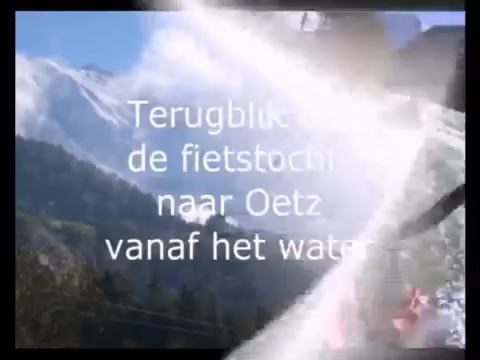 Terugblik
de fietstocht
naar Oetz
vanaf het water